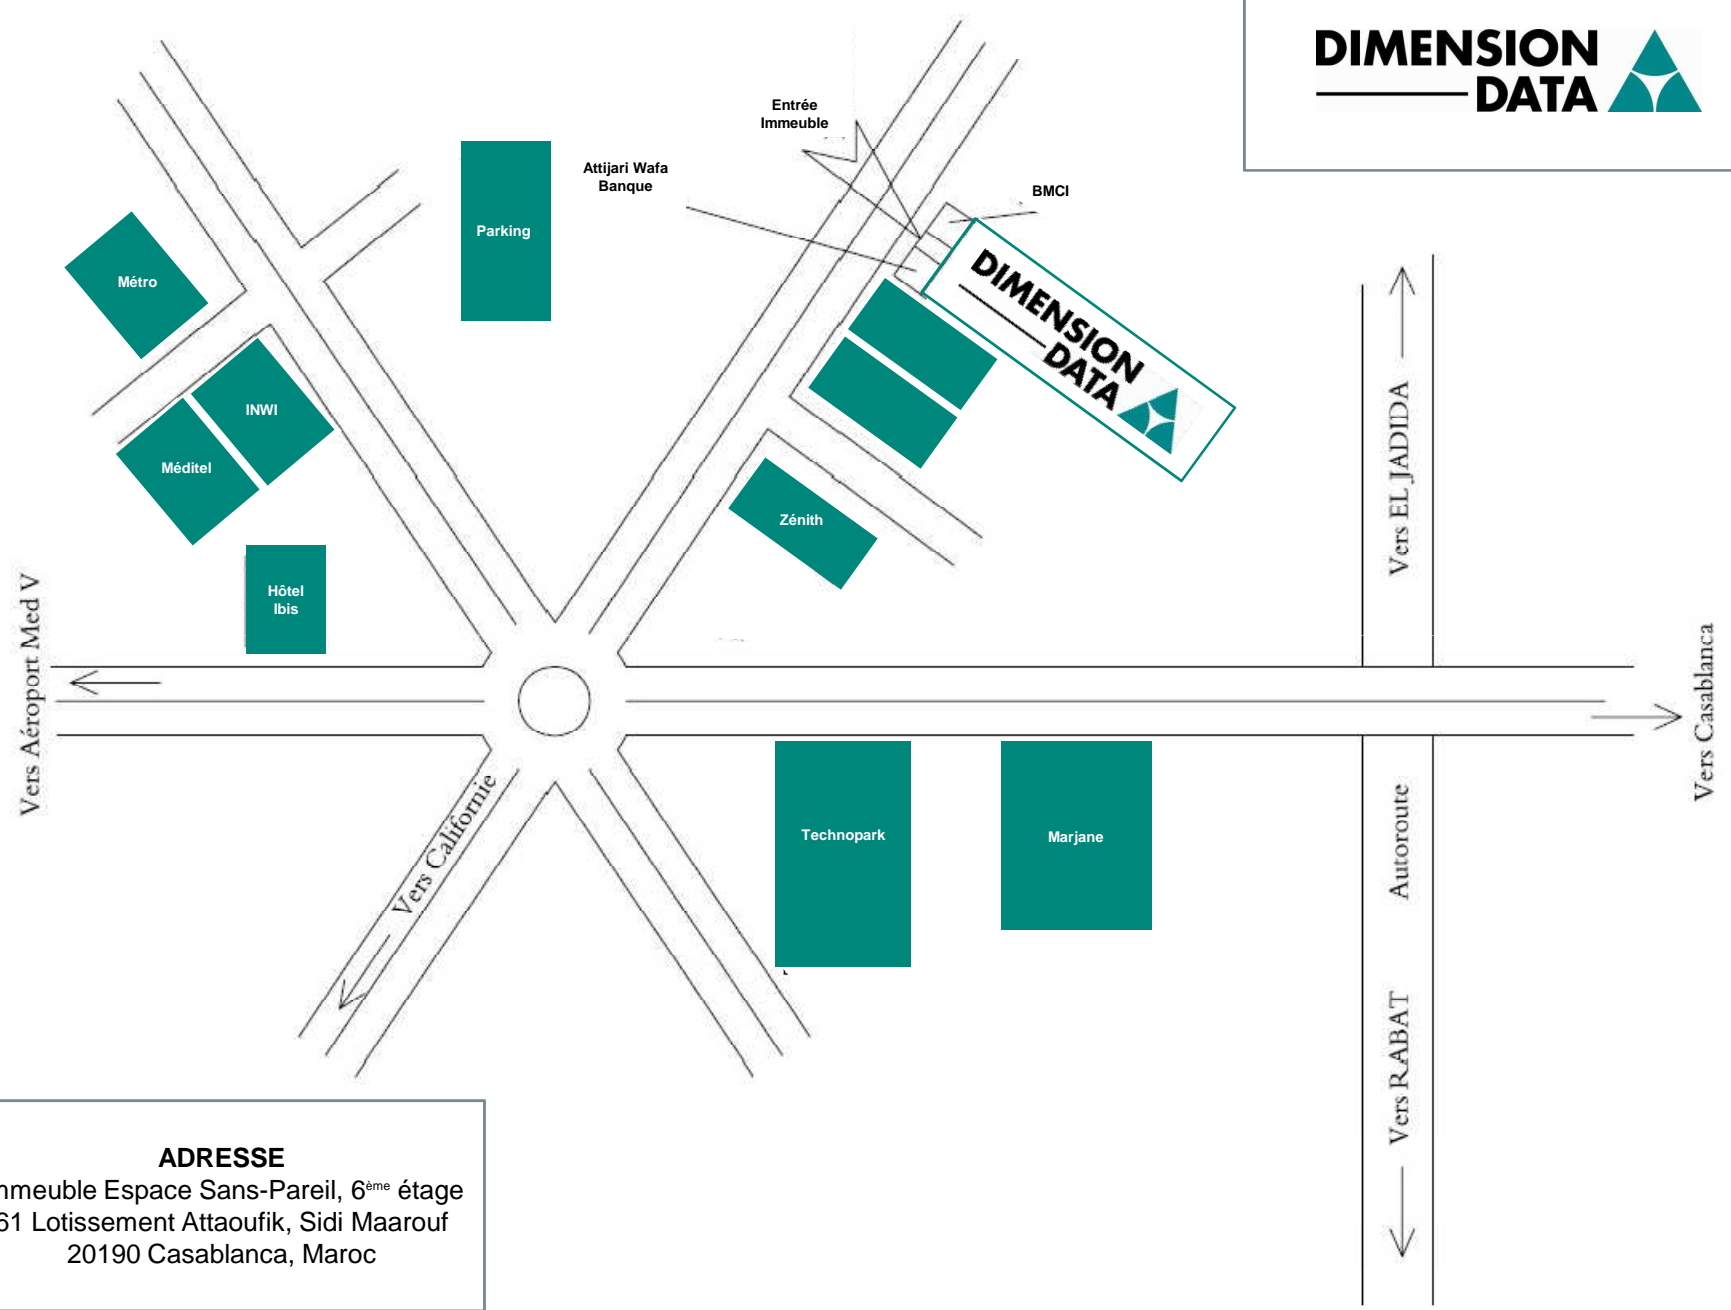 DIMENSION
DATA
Entrée
Immeuble
Attijari Wafa
Banque
BMCI
Parking
Métro
DIMENSION
DATA
INWI
Méditel
Zénith
Hôtel
Ibis
Vers EL JADIDA
Vers Aéroport Med V
Vers Casablanca
Vers Californie
Technopark
Marjane
Autoroute
Vers RABAT
ADRESSE
mmeuble Espace Sans-Pareil, 6ème étage
61 Lotissement Attaoufik, Sidi Maarouf
20190 Casablanca, Maroc